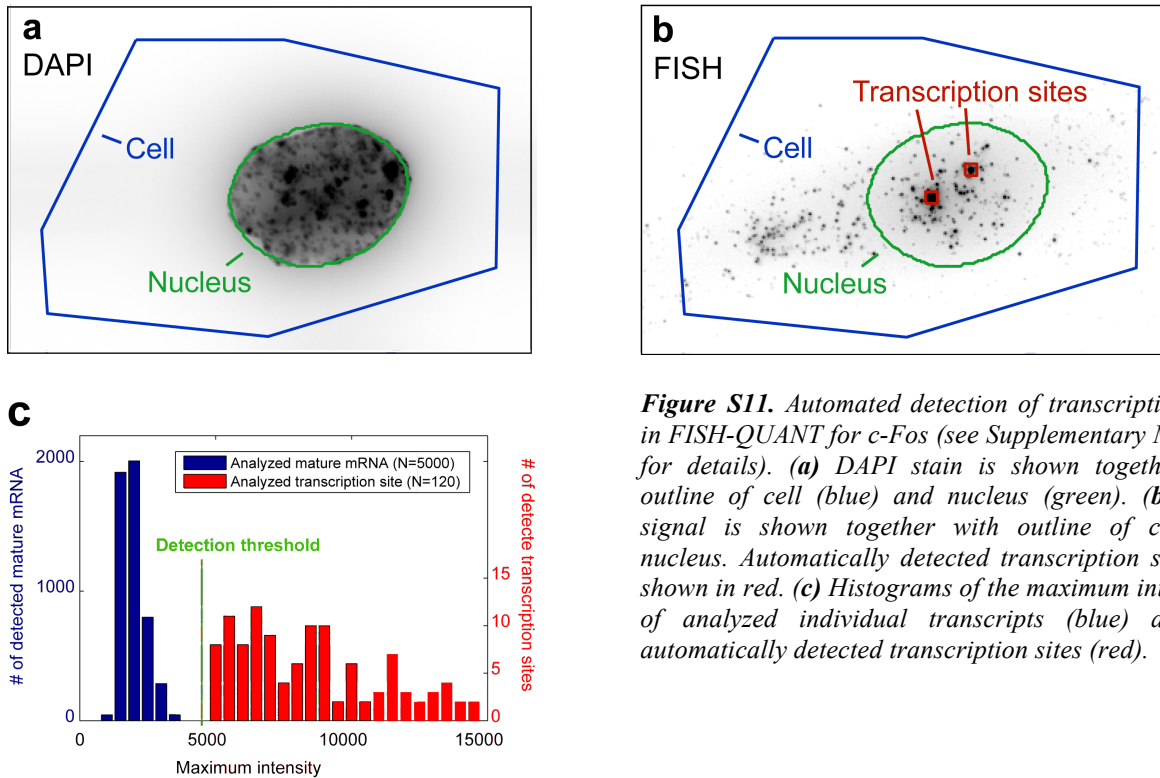 a
DAPI
Cell
Nucleus
b
FISH
Transcription sites
Cell
Nucleus
c
# of detected mature mRNA
2000
1000
0
Analyzed mature mRNA (N=5000)
Analyzed transcription site (N=120)
Detection threshold
# of detecte transcription sites
15
10
5
0
0 5000 10000 15000
Maximum intensity
Figure S11. Automated detection of transcripti
in FISH-QUANT for c-Fos (see Supplementary N
for details). (a) DAPI stain is shown togeth
outline of cell (blue) and nucleus (green). (b
signal is shown together with outline of c
nucleus. Automatically detected transcription s
shown in red. (c) Histograms of the maximum int
of analyzed individual transcripts (blue) a
automatically detected transcription sites (red).